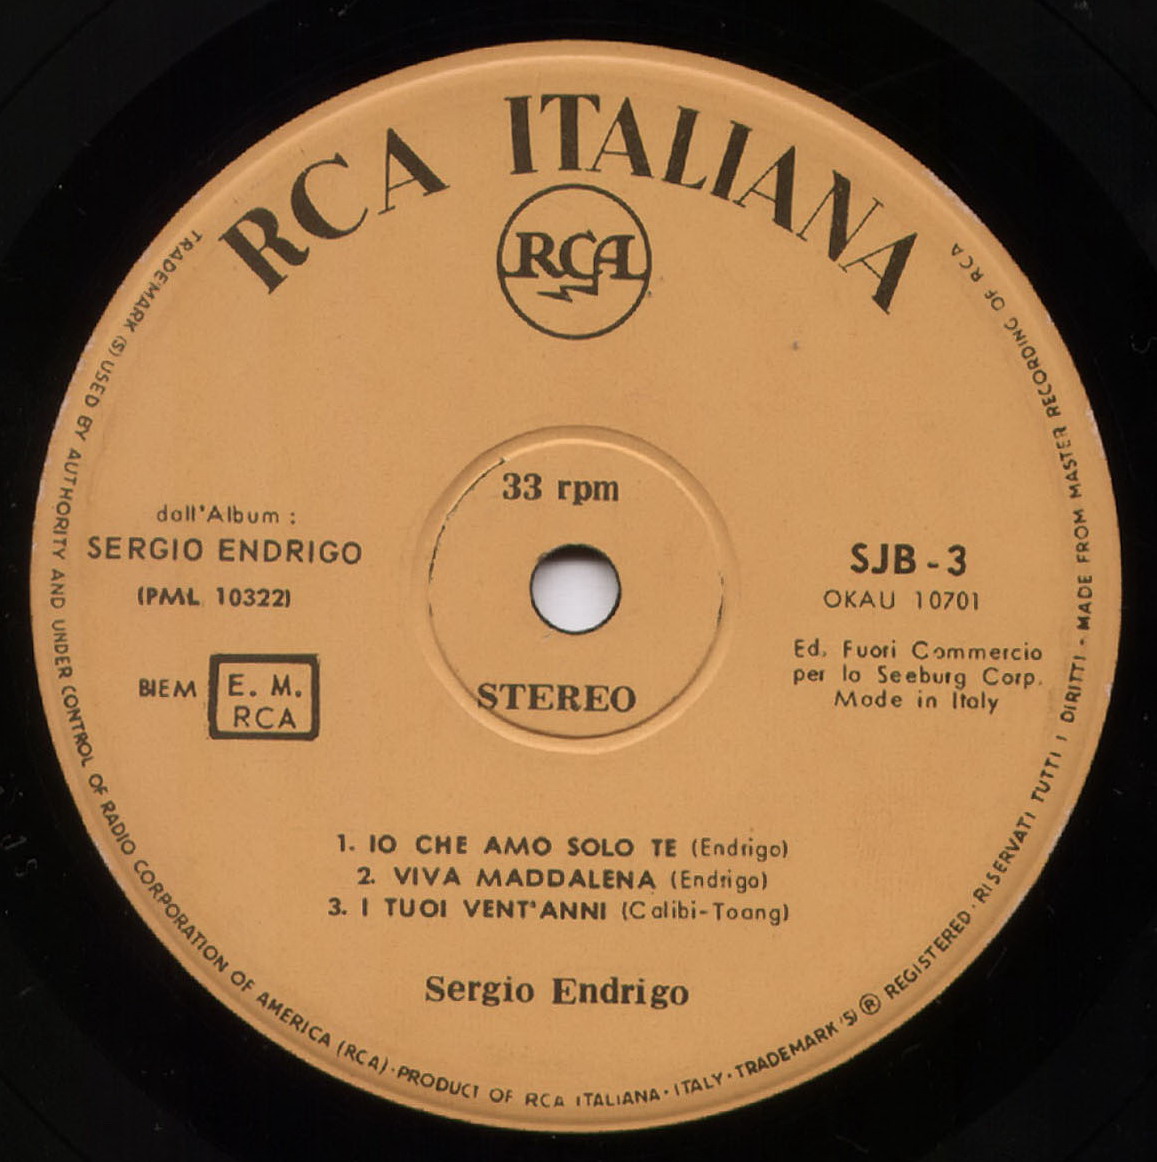 RCA ITALIANA
RCA
33 rpm
dall'Album :
SERGIO ENDRIGO
(PML 10322)
BIEM
E. M.
RCA
STEREO
SJB - 3
OKAU 10701
Ed. Fuori Commercio
per la Seeburg Corp.
Made in Italy
1. IO CHE AMO SOLO TE (Endrigo)
2. VIVA MADDALENA (Endrigo)
3. I TUOI VENT'ANNI (Calibi-Toang)
Sergio Endrigo
TRADEMARK (S) USED BY AUTHORITY AND UNDER CONTROL OF RADIO CORPORATION OF AMERICA (RCA) · PRODUCT OF RCA ITALIANA · ITALY · TRADEMARK (S) ® REGISTERED · RISERVATI TUTTI I DIRITTI · MADE FROM MASTER RECORDING OF RCA